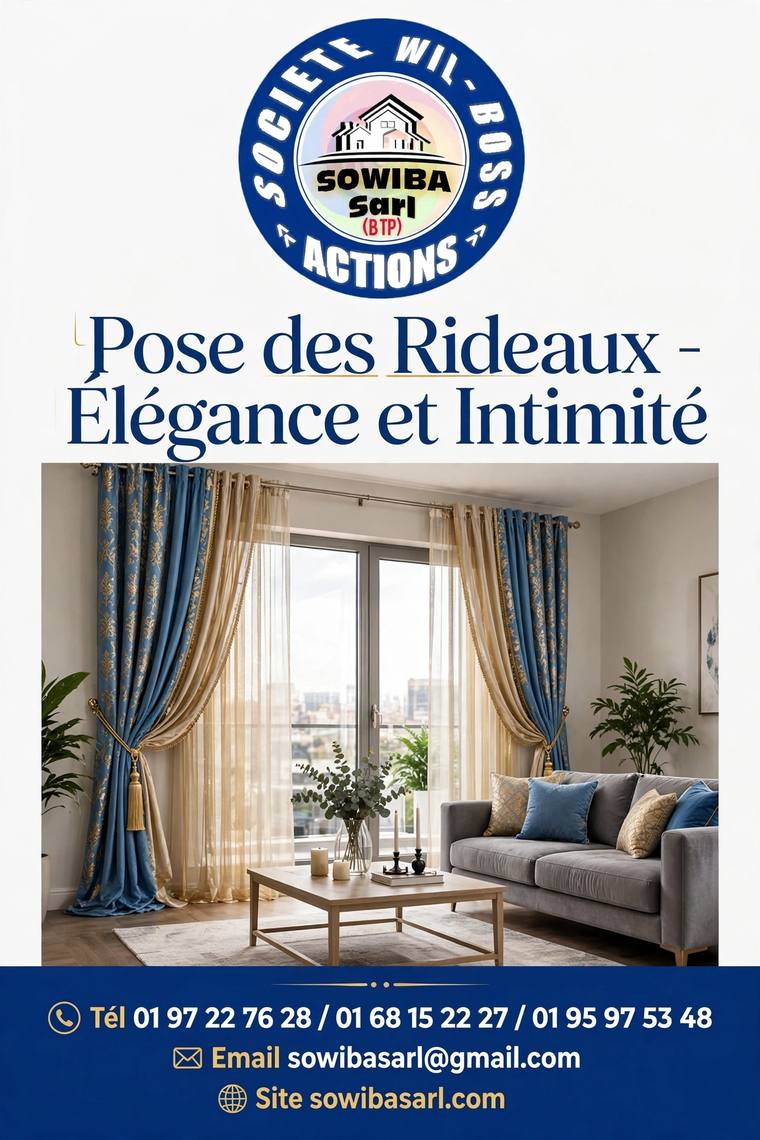 SOCIETE WIL-BOSS
« ACTIONS »
SOWIBA
Sarl
(BTP)
Pose des Rideaux -
Élégance et Intimité
Tél 01 97 22 76 28 / 01 68 15 22 27 / 01 95 97 53 48
Email sowibasarl@gmail.com
Site sowibasarl.com